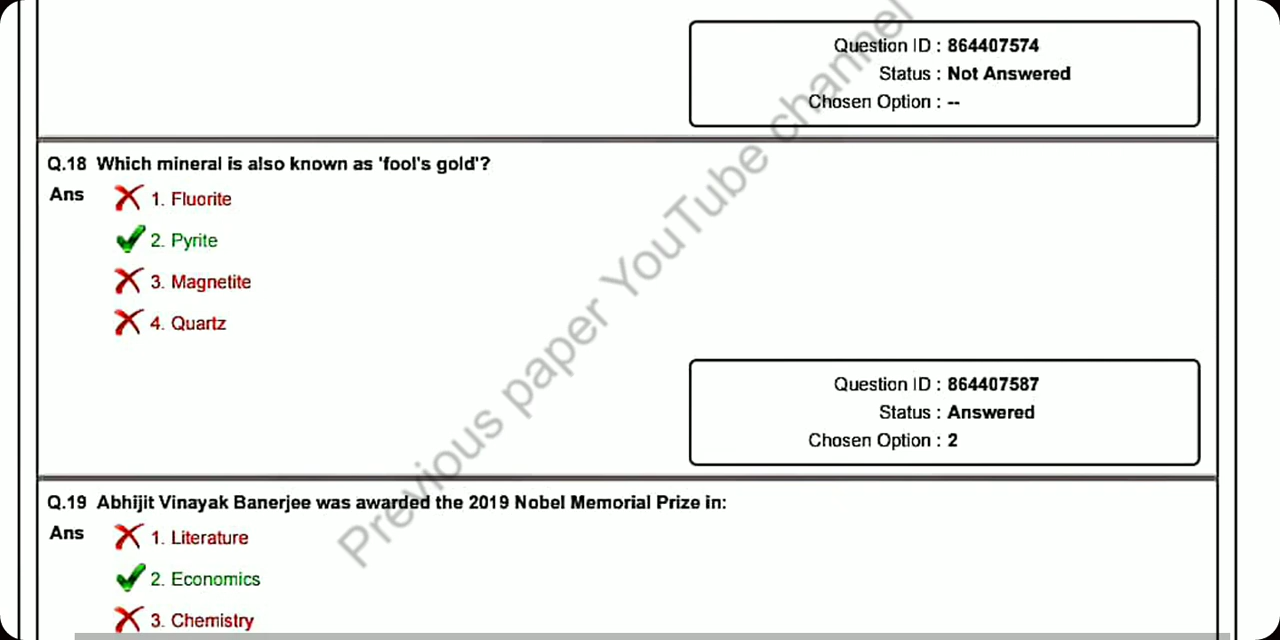 Question ID : 864407574
Status : Not Answered
Chosen Option : --
Q.18 Which mineral is also known as 'fool's gold'?
Ans 1. Fluorite
2. Pyrite
3. Magnetite
4. Quartz
Question ID : 864407587
Status : Answered
Chosen Option : 2
Q.19 Abhijit Vinayak Banerjee was awarded the 2019 Nobel Memorial Prize in:
Ans 1. Literature
2. Economics
3. Chemistry
Previous paper YouTube channel